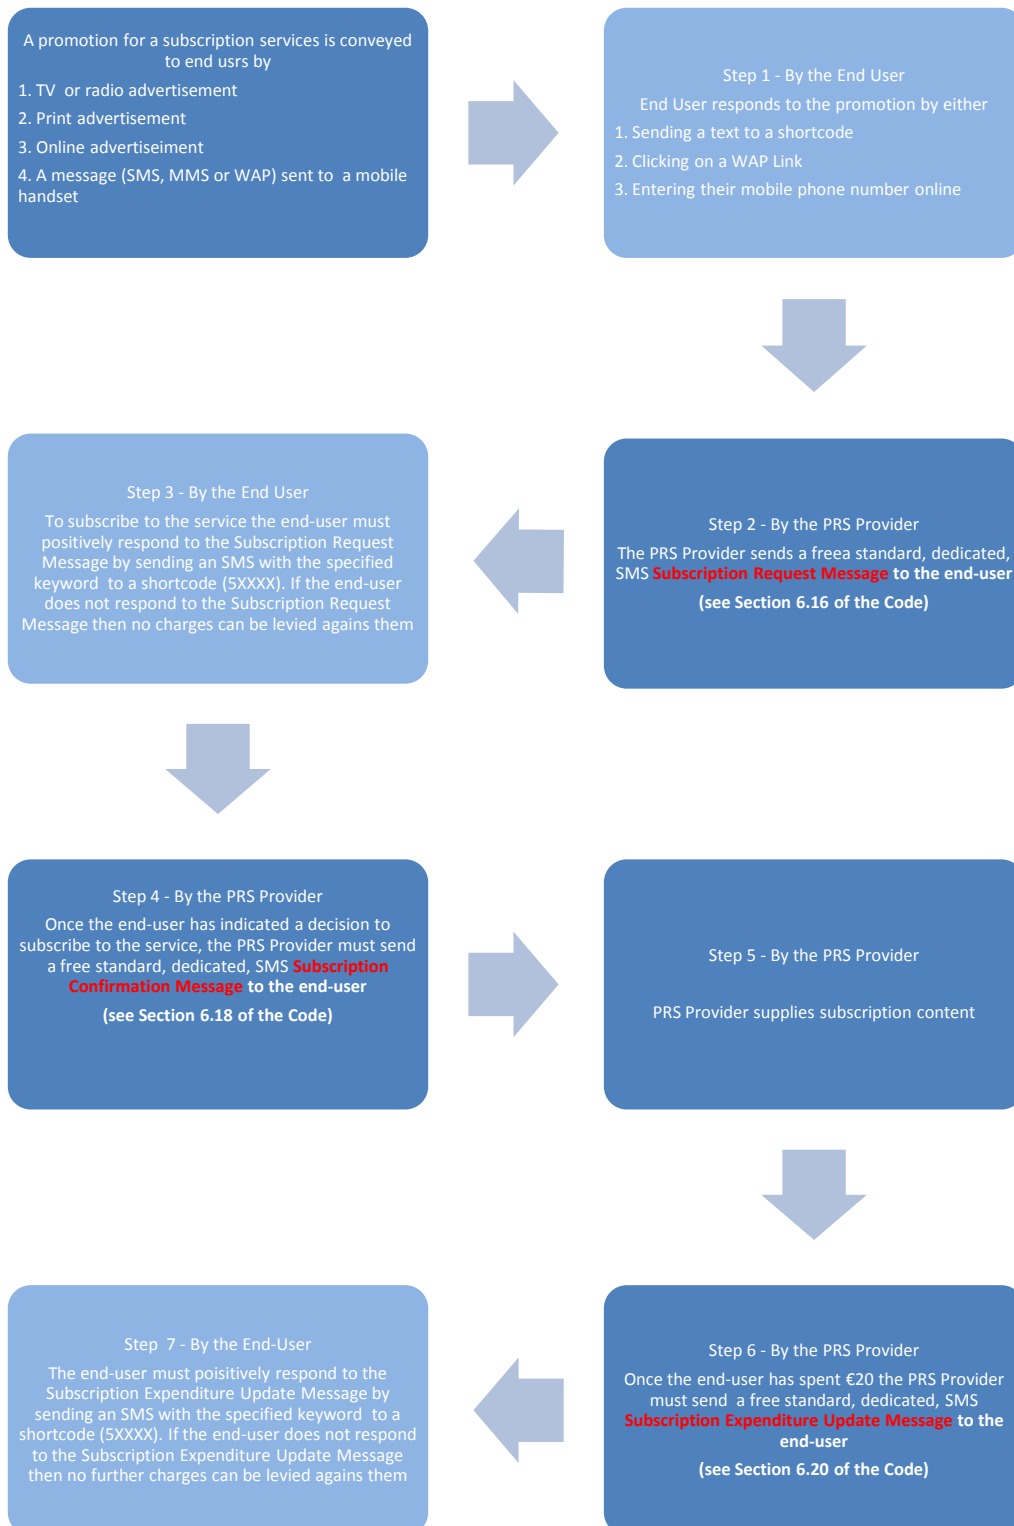 A promotion for a subscription services is conveyed
to end usrs by
1. TV  or radio advertisement
2. Print advertisement
3. Online advertiseiment
4. A message (SMS, MMS or WAP) sent to  a mobile
handset
Step 1 - By the End User
End User responds to the promotion by either
1. Sending a text to a shortcode
2. Clicking on a WAP Link
3. Entering their mobile phone number online
Step 2 - By the PRS Provider
The PRS Provider sends a freea standard, dedicated,
SMS Subscription Request Message to the end-user
(see Section 6.16 of the Code)
Step 3 - By the End User
To subscribe to the service the end-user must
positively respond to the Subscription Request
Message by sending an SMS with the specified
keyword  to a shortcode (5XXXX). If the end-user
does not respond to the Subscription Request
Message then no charges can be levied agains them
Step 4 - By the PRS Provider
Once the end-user has indicated a decision to
subscribe to the service, the PRS Provider must send
a free standard, dedicated, SMS Subscription
Confirmation Message to the end-user
(see Section 6.18 of the Code)
Step 5 - By the PRS Provider
PRS Provider supplies subscription content
Step 6 - By the PRS Provider
Once the end-user has spent €20 the PRS Provider
must send  a free standard, dedicated, SMS
Subscription Expenditure Update Message to the
end-user
(see Section 6.20 of the Code)
Step  7 - By the End-User
The end-user must poisitively respond to the
Subscription Expenditure Update Message by
sending an SMS with the specified keyword  to a
shortcode (5XXXX). If the end-user does not respond
to the Subscription Expenditure Update Message
then no further charges can be levied agains them